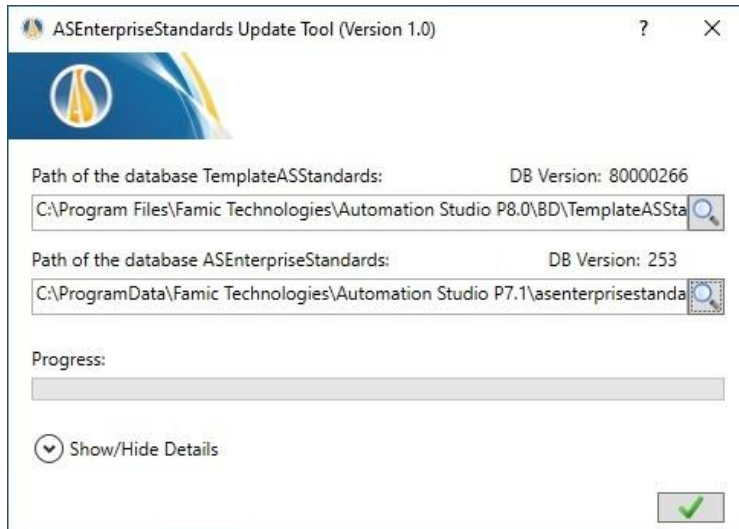 ASEnterpriseStandards Update Tool (Version 1.0) ?
Path of the database TemplateASStandards: DB Version: 80000266
C:\Program Files\Famic Technologies\Automation Studio P8.0\BD\TemplateASSta
Path of the database ASEnterpriseStandards: DB Version: 253
C:\ProgramData\Famic Technologies\Automation Studio P7.1\asenterprisestanda
Progress:
Show/Hide Details